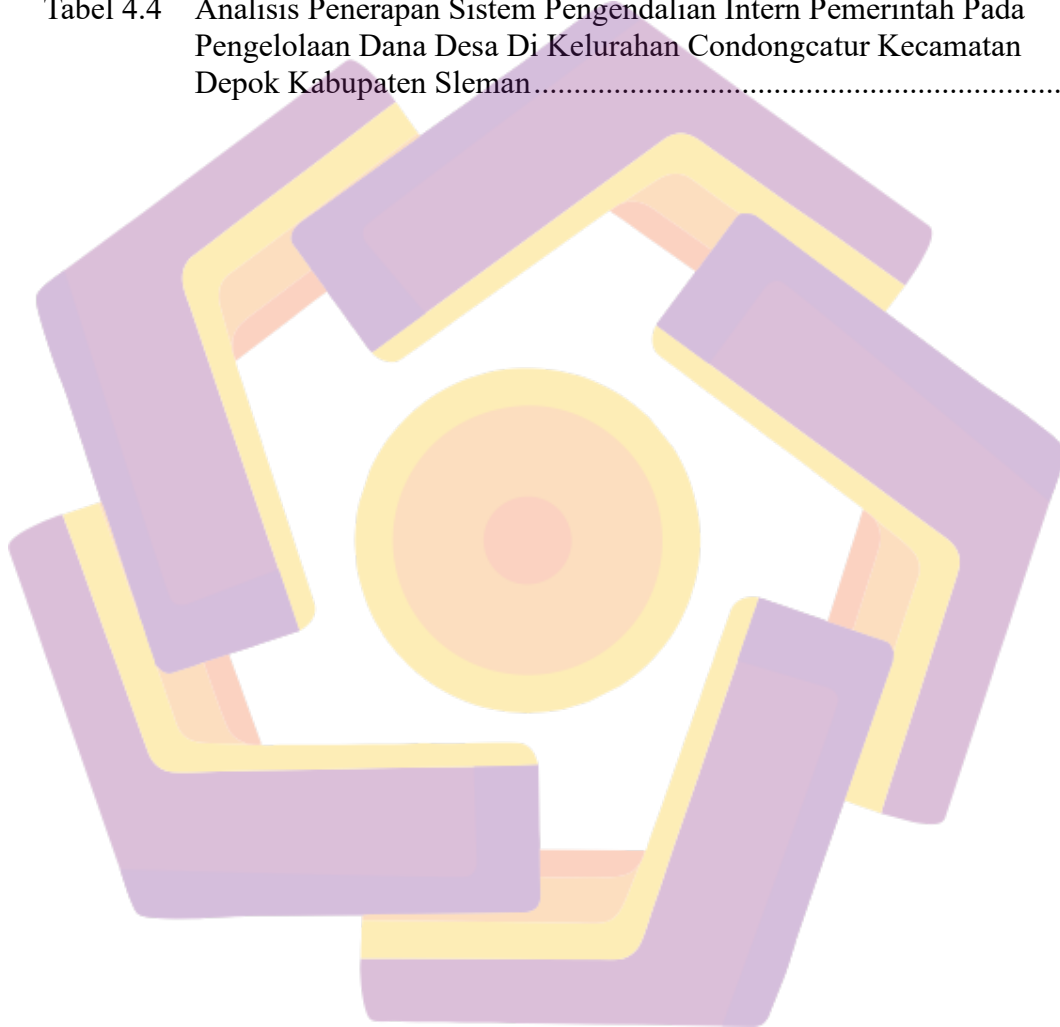 Tabel 4.4 Analisis Penerapan Sistem Pengendalian Intern Pemerintah Pada
Pengelolaan Dana Desa Di Kelurahan Condongcatur Kecamatan
Depok Kabupaten Sleman..................................................................